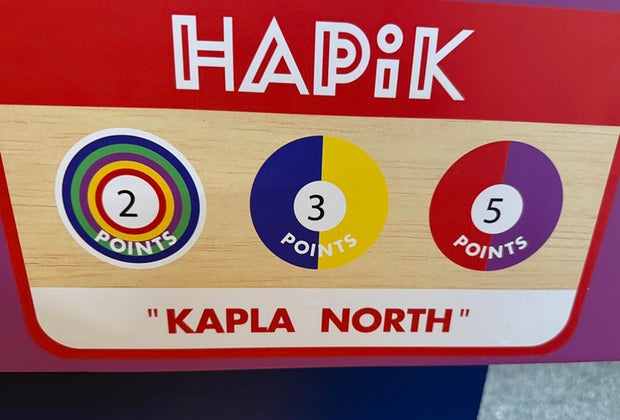 HAPiK
2 3 5
POINTS POINTS POINTS
"KAPLA NORTH"